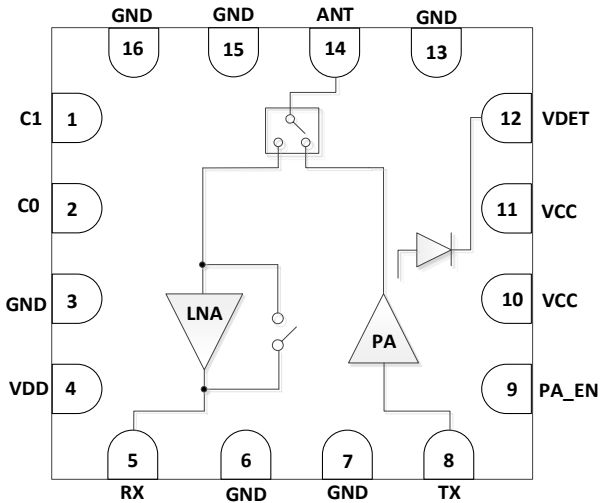 GND GND ANT GND
16 15 14 13
C1 1 12 VDET
C0 2 11 VCC
GND 3 LNA 10 VCC
PA
VDD 4 9 PA_EN
5 6 7 8
RX GND GND TX